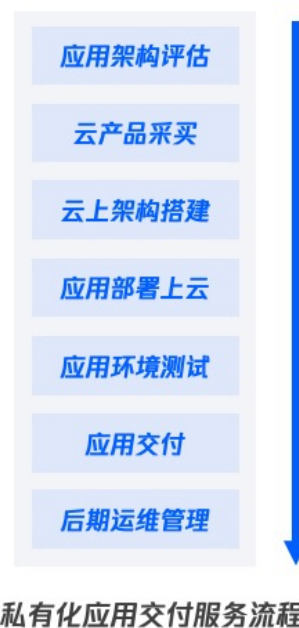 应用架构评估
云产品采买
云上架构搭建
应用部署上云
应用环境测试
应用交付
后期运维管理
私有化应用交付服务流程